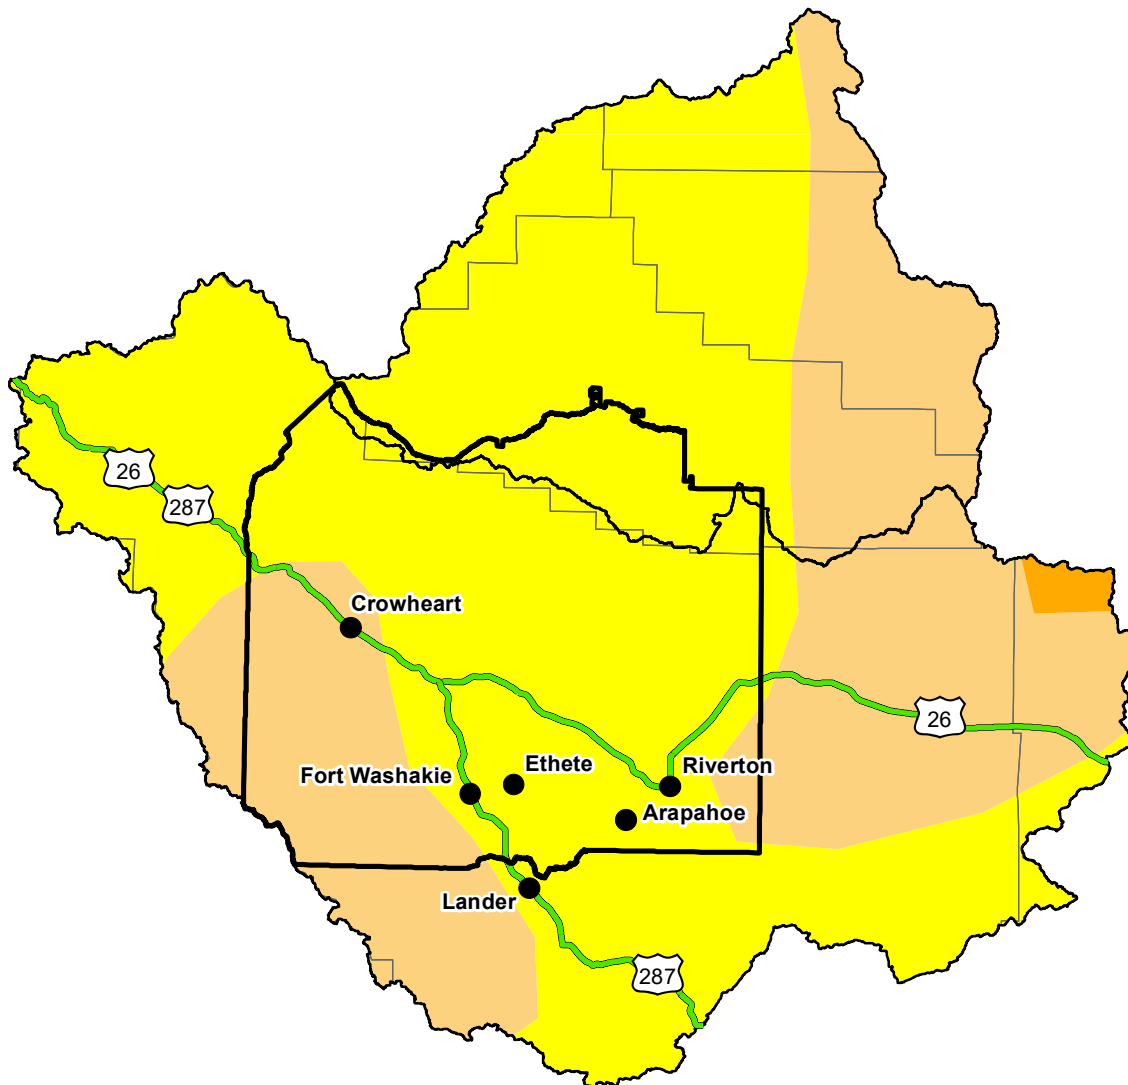 26
287
Crowheart
26
Ethete
Riverton
Fort Washakie
Arapahoe
Lander
287